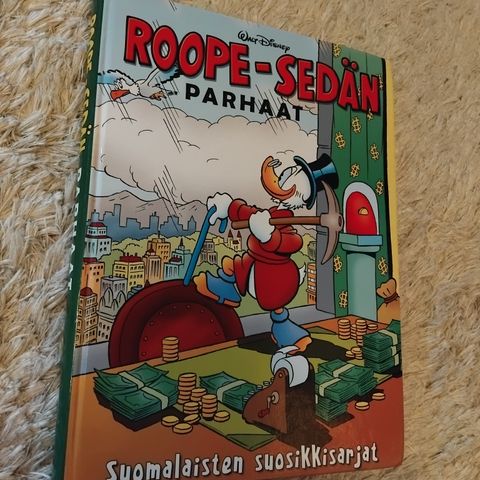 Walt Disney
ROOPE-SEDÄN
PARHAAT
Suomalaisten suosikkisarjat